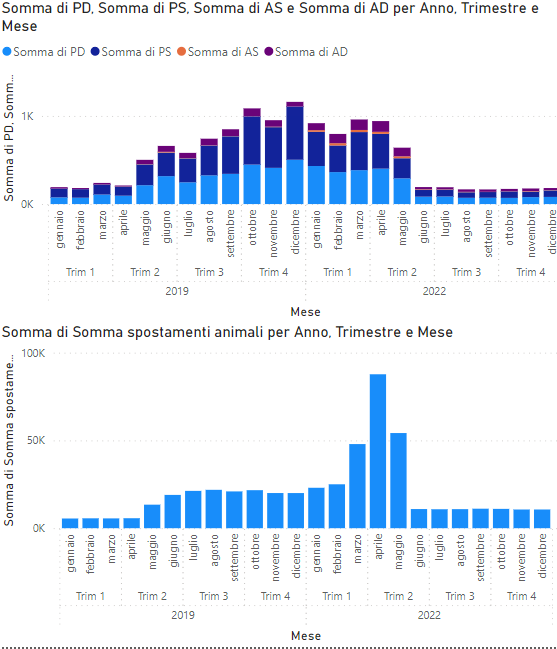 Somma di PD, Somma di PS, Somma di AS e Somma di AD per Anno, Trimestre e
Mese
Somma di PD Somma di PS Somma di AS Somma di AD
Somma di PD, Somm...
1K
0K
gennaio febbraio marzo aprile maggio giugno luglio agosto settembre ottobre novembre dicembre gennaio febbraio marzo aprile maggio giugno luglio agosto settembre ottobre novembre dicembre
Trim 1 Trim 2 Trim 3 Trim 4 Trim 1 Trim 2 Trim 3 Trim 4
2019 2022
Mese
Somma di Somma spostamenti animali per Anno, Trimestre e Mese
Somma di Somma spostame...
100K
50K
0K
gennaio febbraio marzo aprile maggio giugno luglio agosto settembre ottobre novembre dicembre gennaio febbraio marzo aprile maggio giugno luglio agosto settembre ottobre novembre dicembre
Trim 1 Trim 2 Trim 3 Trim 4 Trim 1 Trim 2 Trim 3 Trim 4
2019 2022
Mese